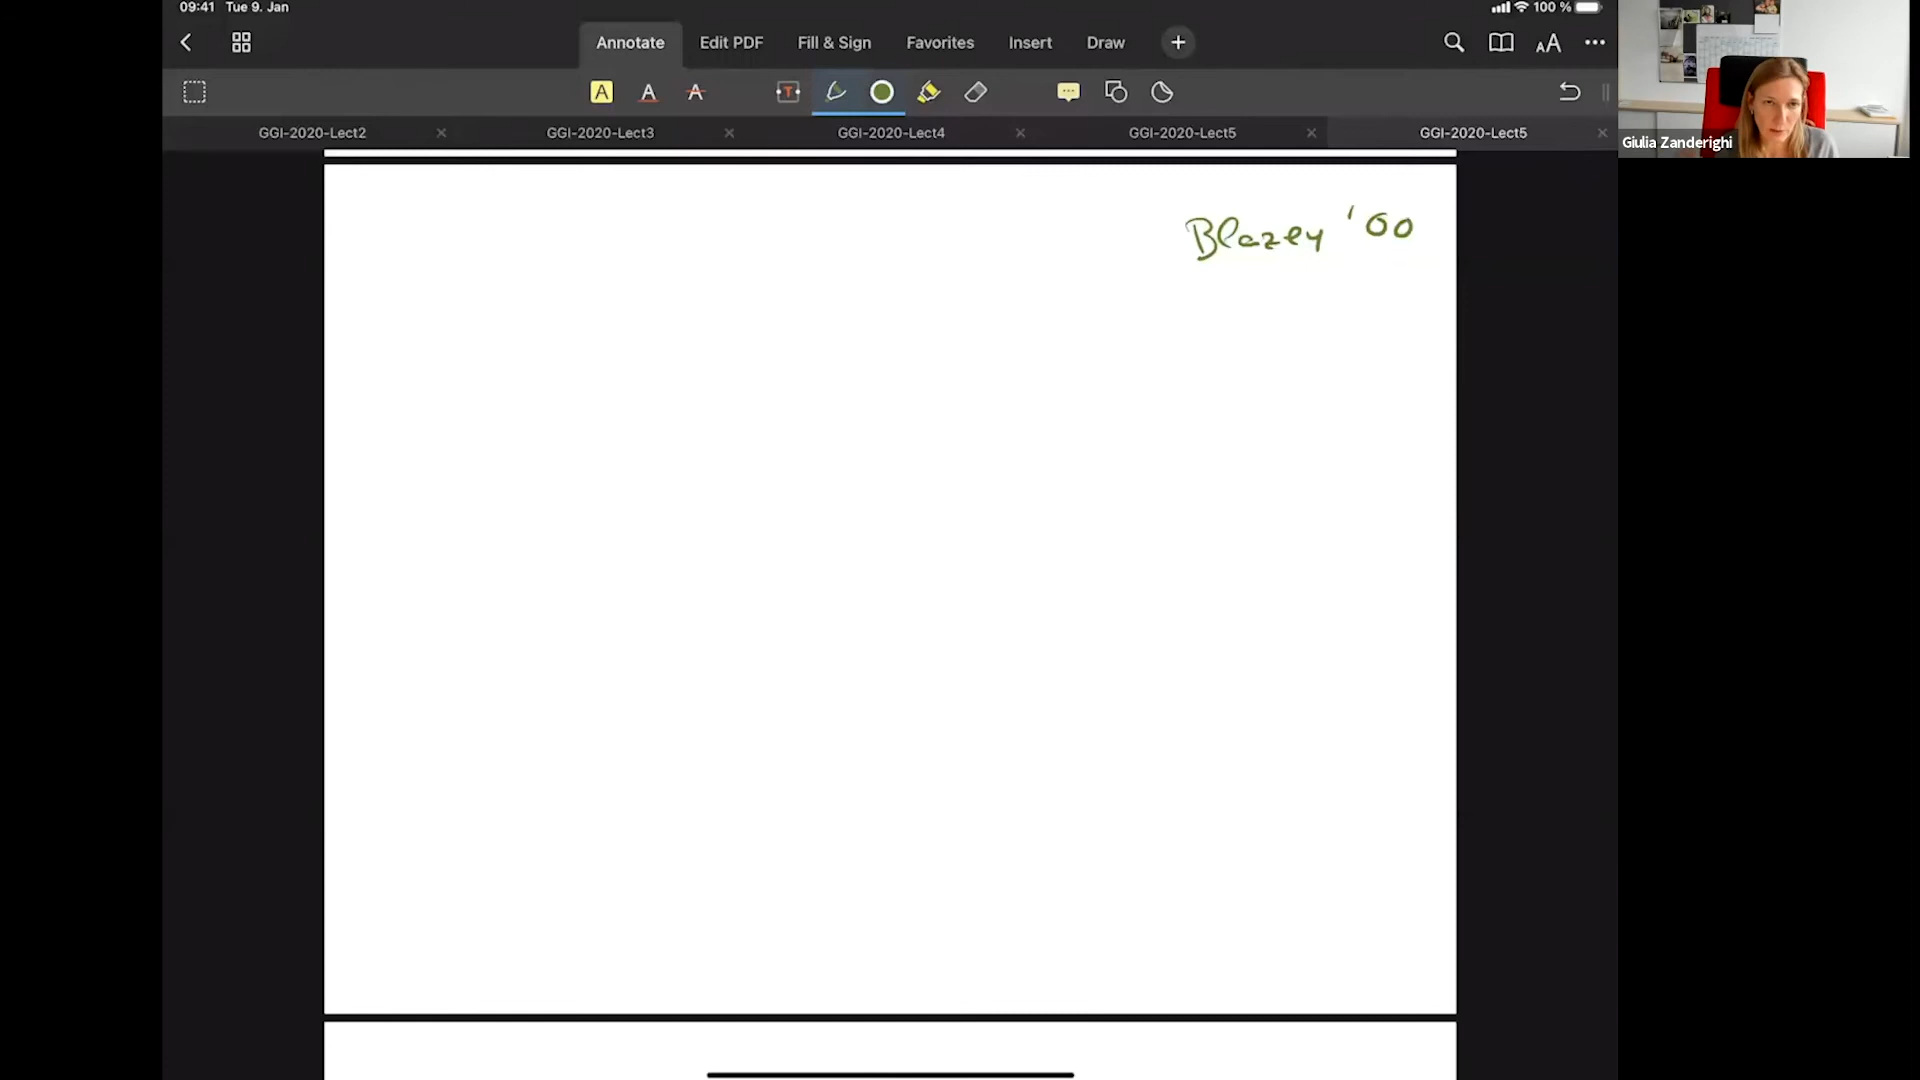 09:41 Tue 9. Jan
100 %
Annotate Edit PDF Fill & Sign Favorites Insert Draw
GGI-2020-Lect2 GGI-2020-Lect3 GGI-2020-Lect4 GGI-2020-Lect5 GGI-2020-Lect5
Giulia Zanderighi
Blazey '00